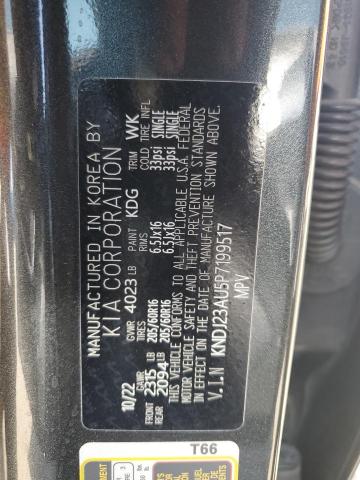 MANUFACTURED IN KOREA BY
KIA CORPORATION
10/22 GVWR 4023 LB PAINT KDG TRIM WK
GAWR TIRES RIMS COLD TIRE INFL
FRONT 2315 LB 205/60R16 6.5Jx16 33psi SINGLE
REAR 2094 LB 205/60R16 6.5Jx16 33psi SINGLE
THIS VEHICLE CONFORMS TO ALL APPLICABLE U.S.A. FEDERAL
MOTOR VEHICLE SAFETY AND THEFT PREVENTION STANDARDS
IN EFFECT ON THE DATE OF MANUFACTURE SHOWN ABOVE.
V.I.N KNDJ23AU5P7199517
MPV
T66